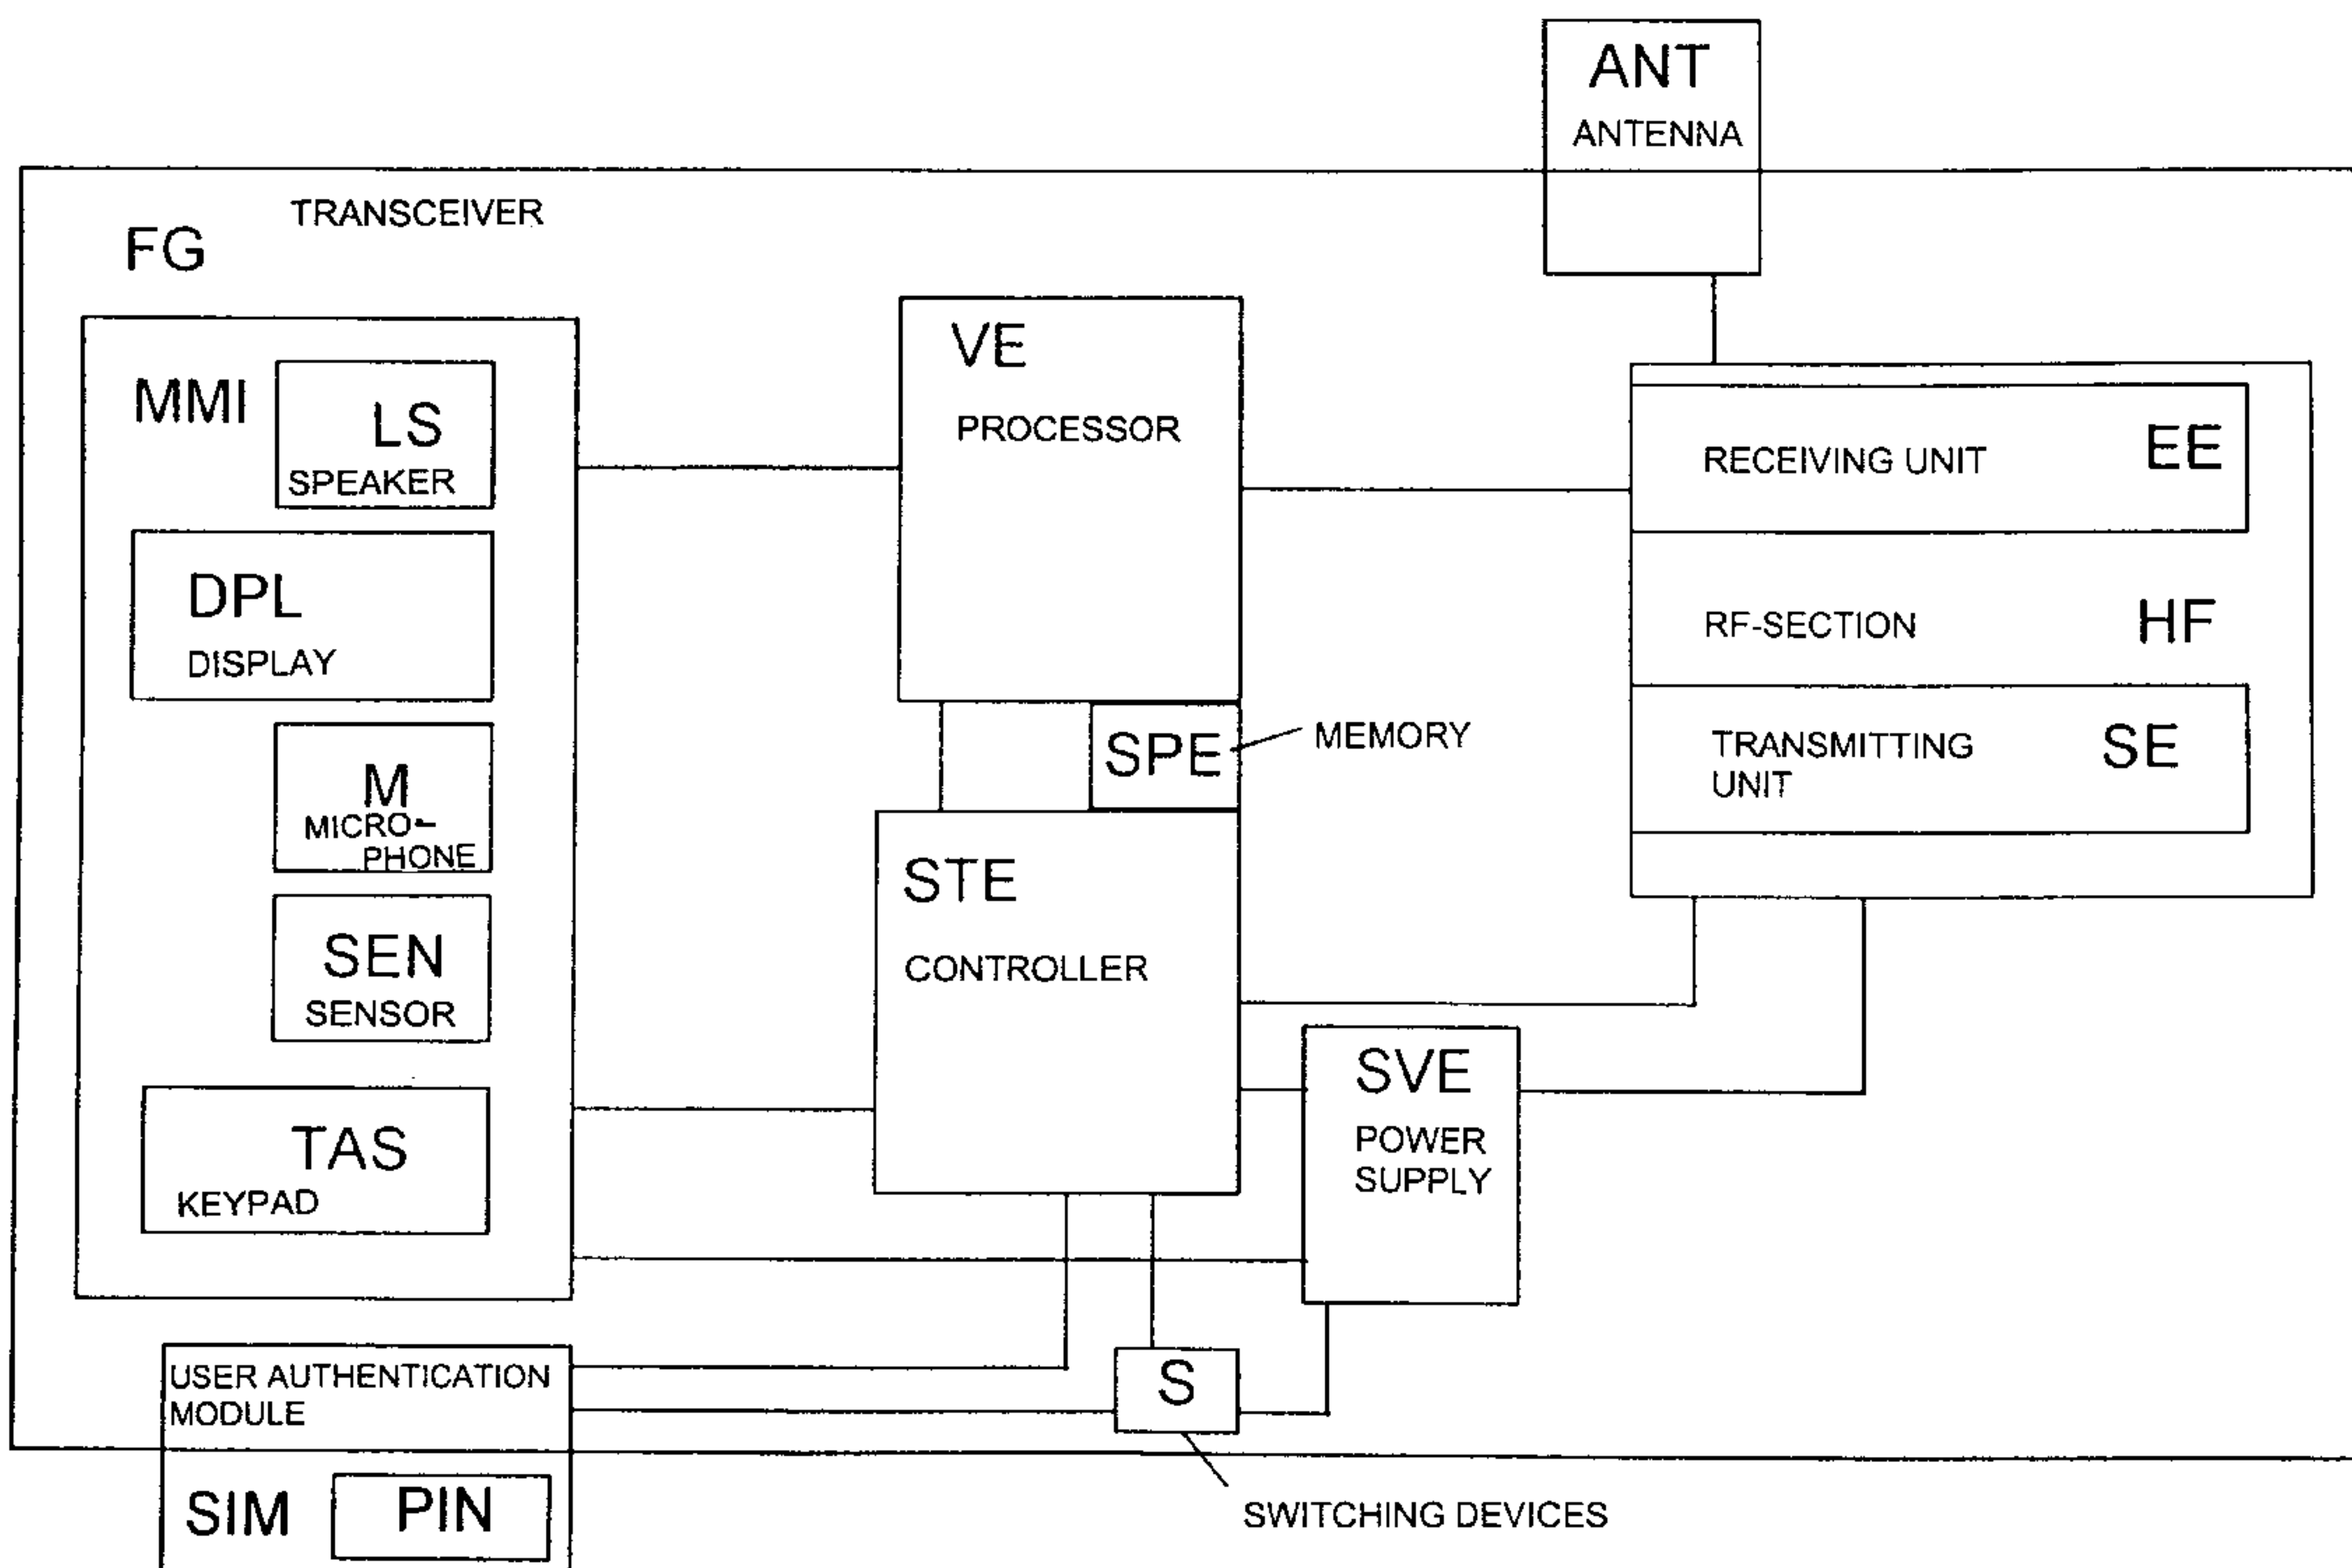 ANT
ANTENNA
TRANSCEIVER
FG
MMI
LS
SPEAKER
DPL
DISPLAY
M
MICRO-
PHONE
SEN
SENSOR
TAS
KEYPAD
VE
PROCESSOR
SPE
MEMORY
STE
CONTROLLER
RECEIVING UNIT EE
RF-SECTION HF
TRANSMITTING SE
UNIT
SVE
POWER
SUPPLY
USER AUTHENTICATION
MODULE
S
SIM
PIN
SWITCHING DEVICES